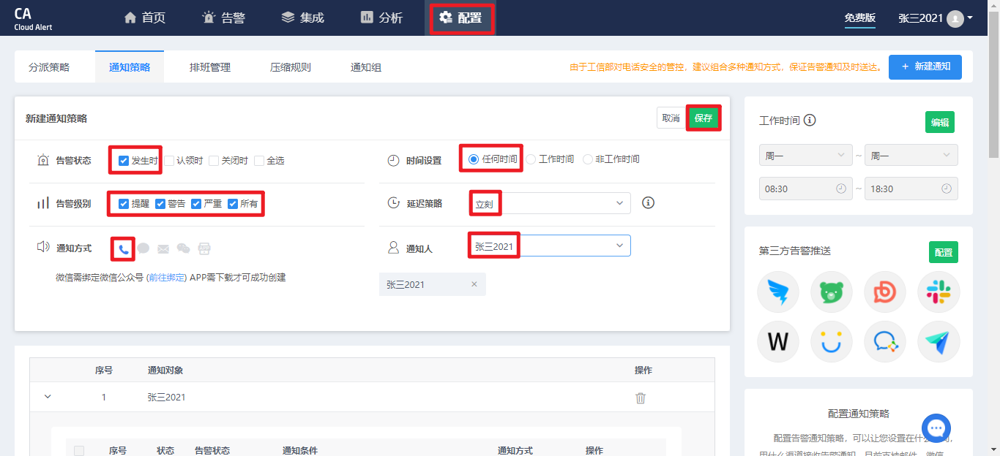 CA
Cloud Alert
首页
告警
集成
分析
配置
免费版
张三2021
分派策略
通知策略
排班管理
压缩规则
通知组
由于工信部对电话安全的管控，建议组合多种通知方式，保证告警通知及时送达。
+ 新建通知
新建通知策略
取消
保存
告警状态
发生时
认领时
关闭时
全选
时间设置
任何时间
工作时间
非工作时间
告警级别
提醒
警告
严重
所有
延迟策略
立刻
通知方式
通知人
张三2021
微信需绑定微信公众号 (前往绑定) APP需下载才可成功创建
张三2021 ×
工作时间
编辑
周一 ~ 周一
08:30 ~ 18:30
第三方告警推送
配置
W
序号 通知对象 操作
1 张三2021
序号 状态 告警状态 通知条件 通知方式 操作
配置通知策略
配置告警通知策略，可以让您设置在什
用什么渠道接收告警通知，目前支持邮件、微信